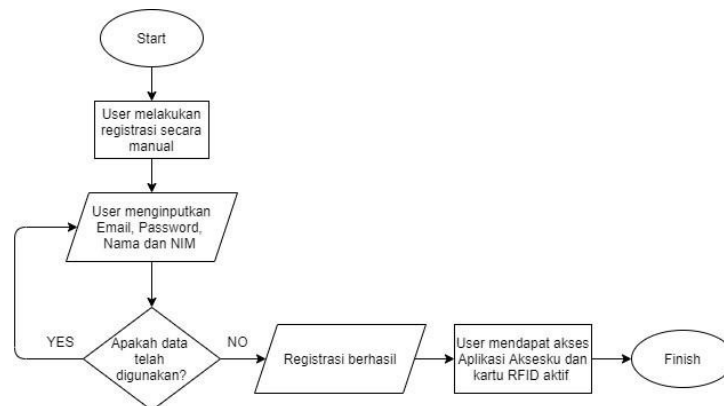 Start
User melakukan
registrasi secara
manual
User menginputkan
Email, Password,
Nama dan NIM
YES
Apakah data
telah
digunakan?
NO
Registrasi berhasil
User mendapat akses
Aplikasi Aksesku dan
kartu RFID aktif
Finish